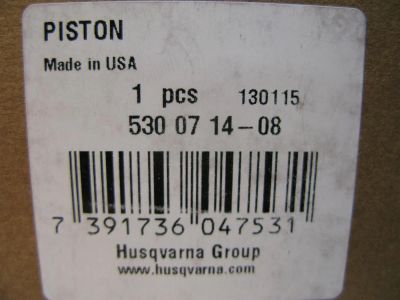 PISTON
Made in USA
1 pcs 130115
530 07 14-08
7 391736 047531
Husqvarna Group
www.husqvarna.com